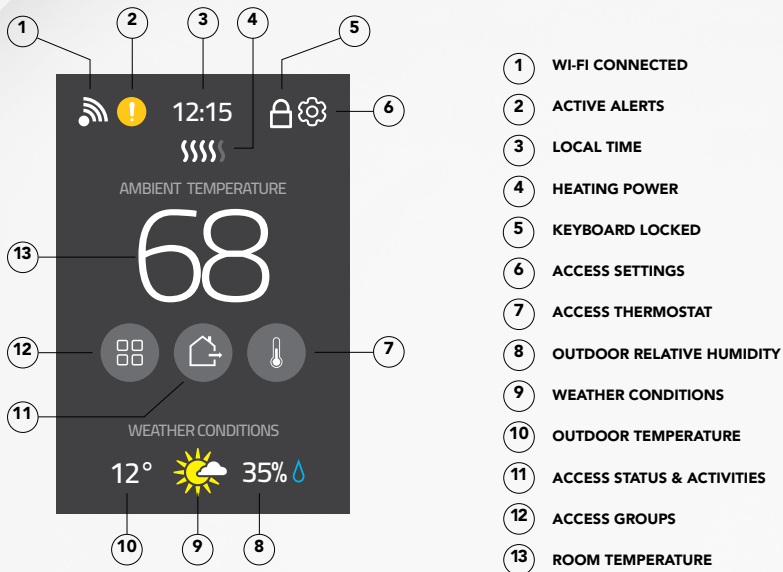 1
2
3
4
5
6
7
8
9
10
11
12
13
12:15
AMBIENT TEMPERATURE
68
WEATHER CONDITIONS
12°
35%
1 WI-FI CONNECTED
2 ACTIVE ALERTS
3 LOCAL TIME
4 HEATING POWER
5 KEYBOARD LOCKED
6 ACCESS SETTINGS
7 ACCESS THERMOSTAT
8 OUTDOOR RELATIVE HUMIDITY
9 WEATHER CONDITIONS
10 OUTDOOR TEMPERATURE
11 ACCESS STATUS & ACTIVITIES
12 ACCESS GROUPS
13 ROOM TEMPERATURE